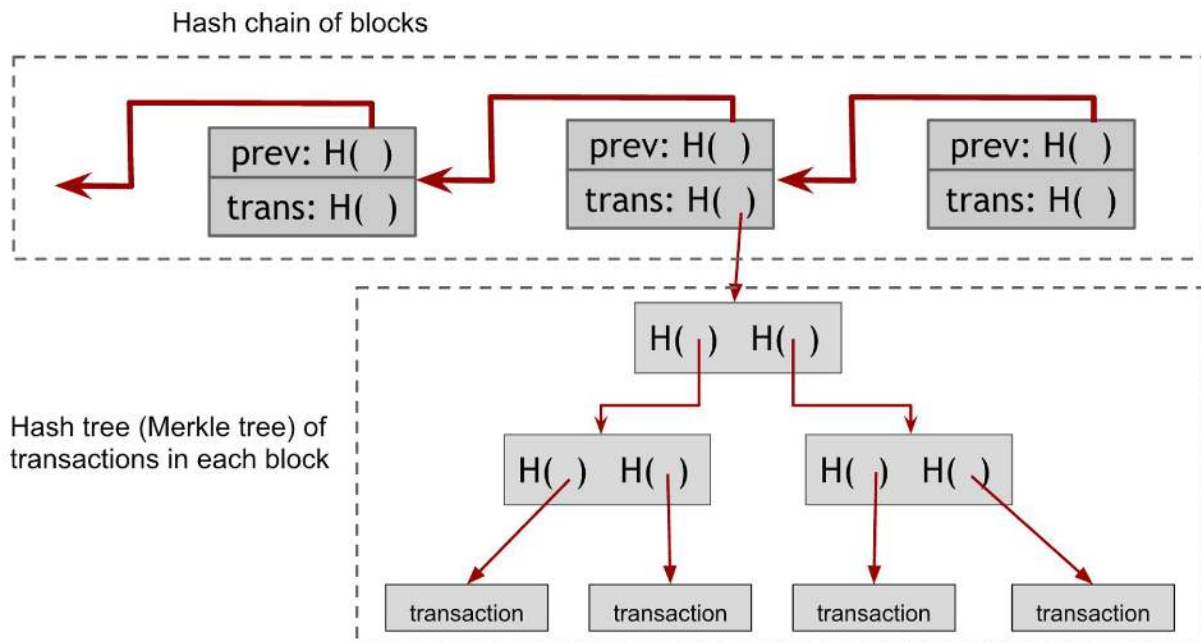 Hash chain of blocks
prev: H( )
trans: H( )
prev: H( )
trans: H( )
prev: H( )
trans: H( )
H( ) H( )
Hash tree (Merkle tree) of
transactions in each block
H( ) H( )
H( ) H( )
transaction
transaction
transaction
transaction